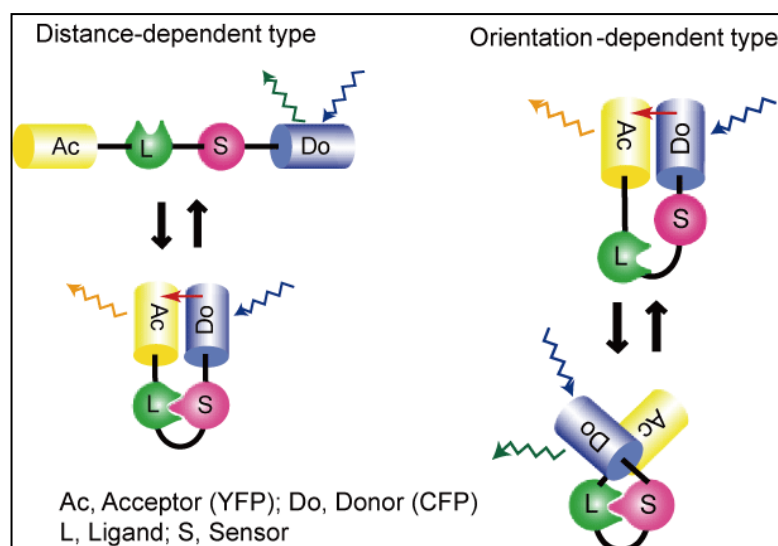 Distance-dependent type
Orientation-dependent type
Ac
L
S
Do
Ac
Do
S
L
Ac
Do
L
S
Do
Ac
L
S
Ac, Acceptor (YFP); Do, Donor (CFP)
L, Ligand; S, Sensor